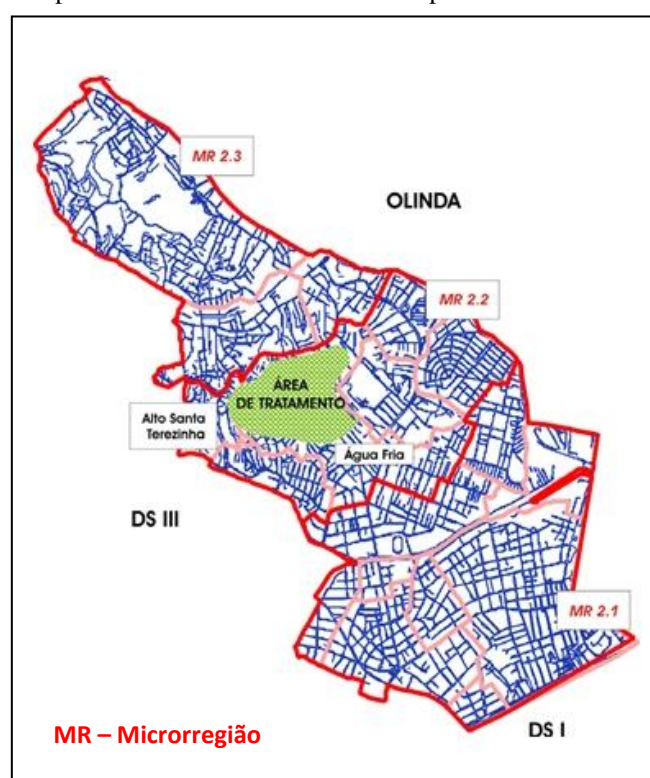 MR 2.3
OLINDA
MR 2.2
ÁREA
DE TRATAMENTO
Alto Santa
Terezinha
Água Fria
DS III
MR 2.1
DS I
MR – Microrregião